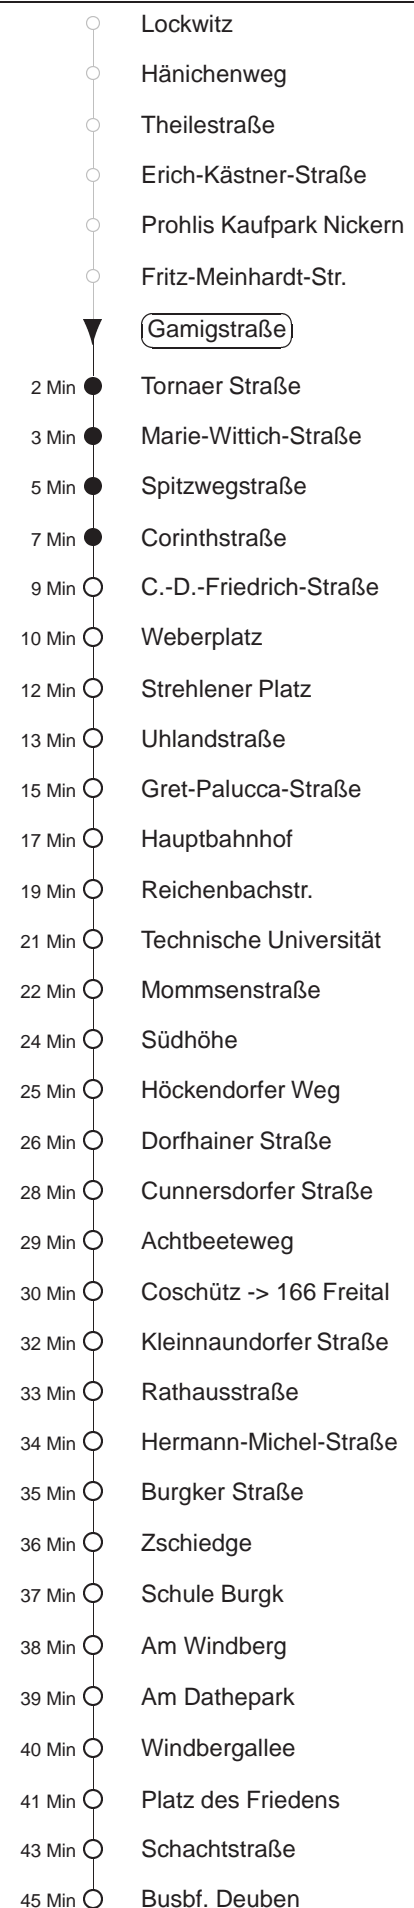 Lockwitz
Hänichenweg
Theilestraße
Erich-Kästner-Straße
Prohlis Kaufpark Nickern
Fritz-Meinhardt-Str.
Gamigstraße
2 Min Tornaer Straße
3 Min Marie-Wittich-Straße
5 Min Spitzwegstraße
7 Min Corinthstraße
9 Min C.-D.-Friedrich-Straße
10 Min Weberplatz
12 Min Strehlener Platz
13 Min Uhlandstraße
15 Min Gret-Palucca-Straße
17 Min Hauptbahnhof
19 Min Reichenbachstr.
21 Min Technische Universität
22 Min Mommsenstraße
24 Min Südhöhe
25 Min Höckendorfer Weg
26 Min Dorfhainer Straße
28 Min Cunnersdorfer Straße
29 Min Achtbeeteweg
30 Min Coschütz -> 166 Freital
32 Min Kleinnaundorfer Straße
33 Min Rathausstraße
34 Min Hermann-Michel-Straße
35 Min Burgker Straße
36 Min Zschiedge
37 Min Schule Burgk
38 Min Am Windberg
39 Min Am Dathepark
40 Min Windbergallee
41 Min Platz des Friedens
43 Min Schachtstraße
45 Min Busbf. Deuben